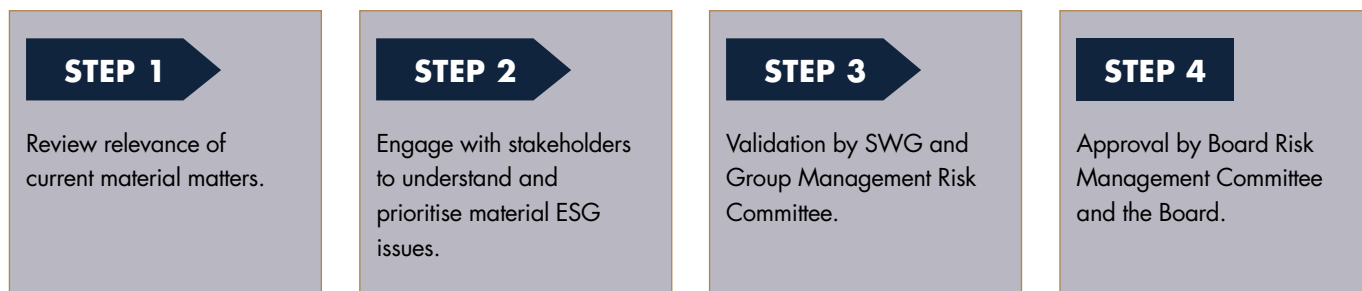 STEP 1
Review relevance of
current material matters.
STEP 2
Engage with stakeholders
to understand and
prioritise material ESG
issues.
STEP 3
Validation by SWG and
Group Management Risk
Committee.
STEP 4
Approval by Board Risk
Management Committee
and the Board.